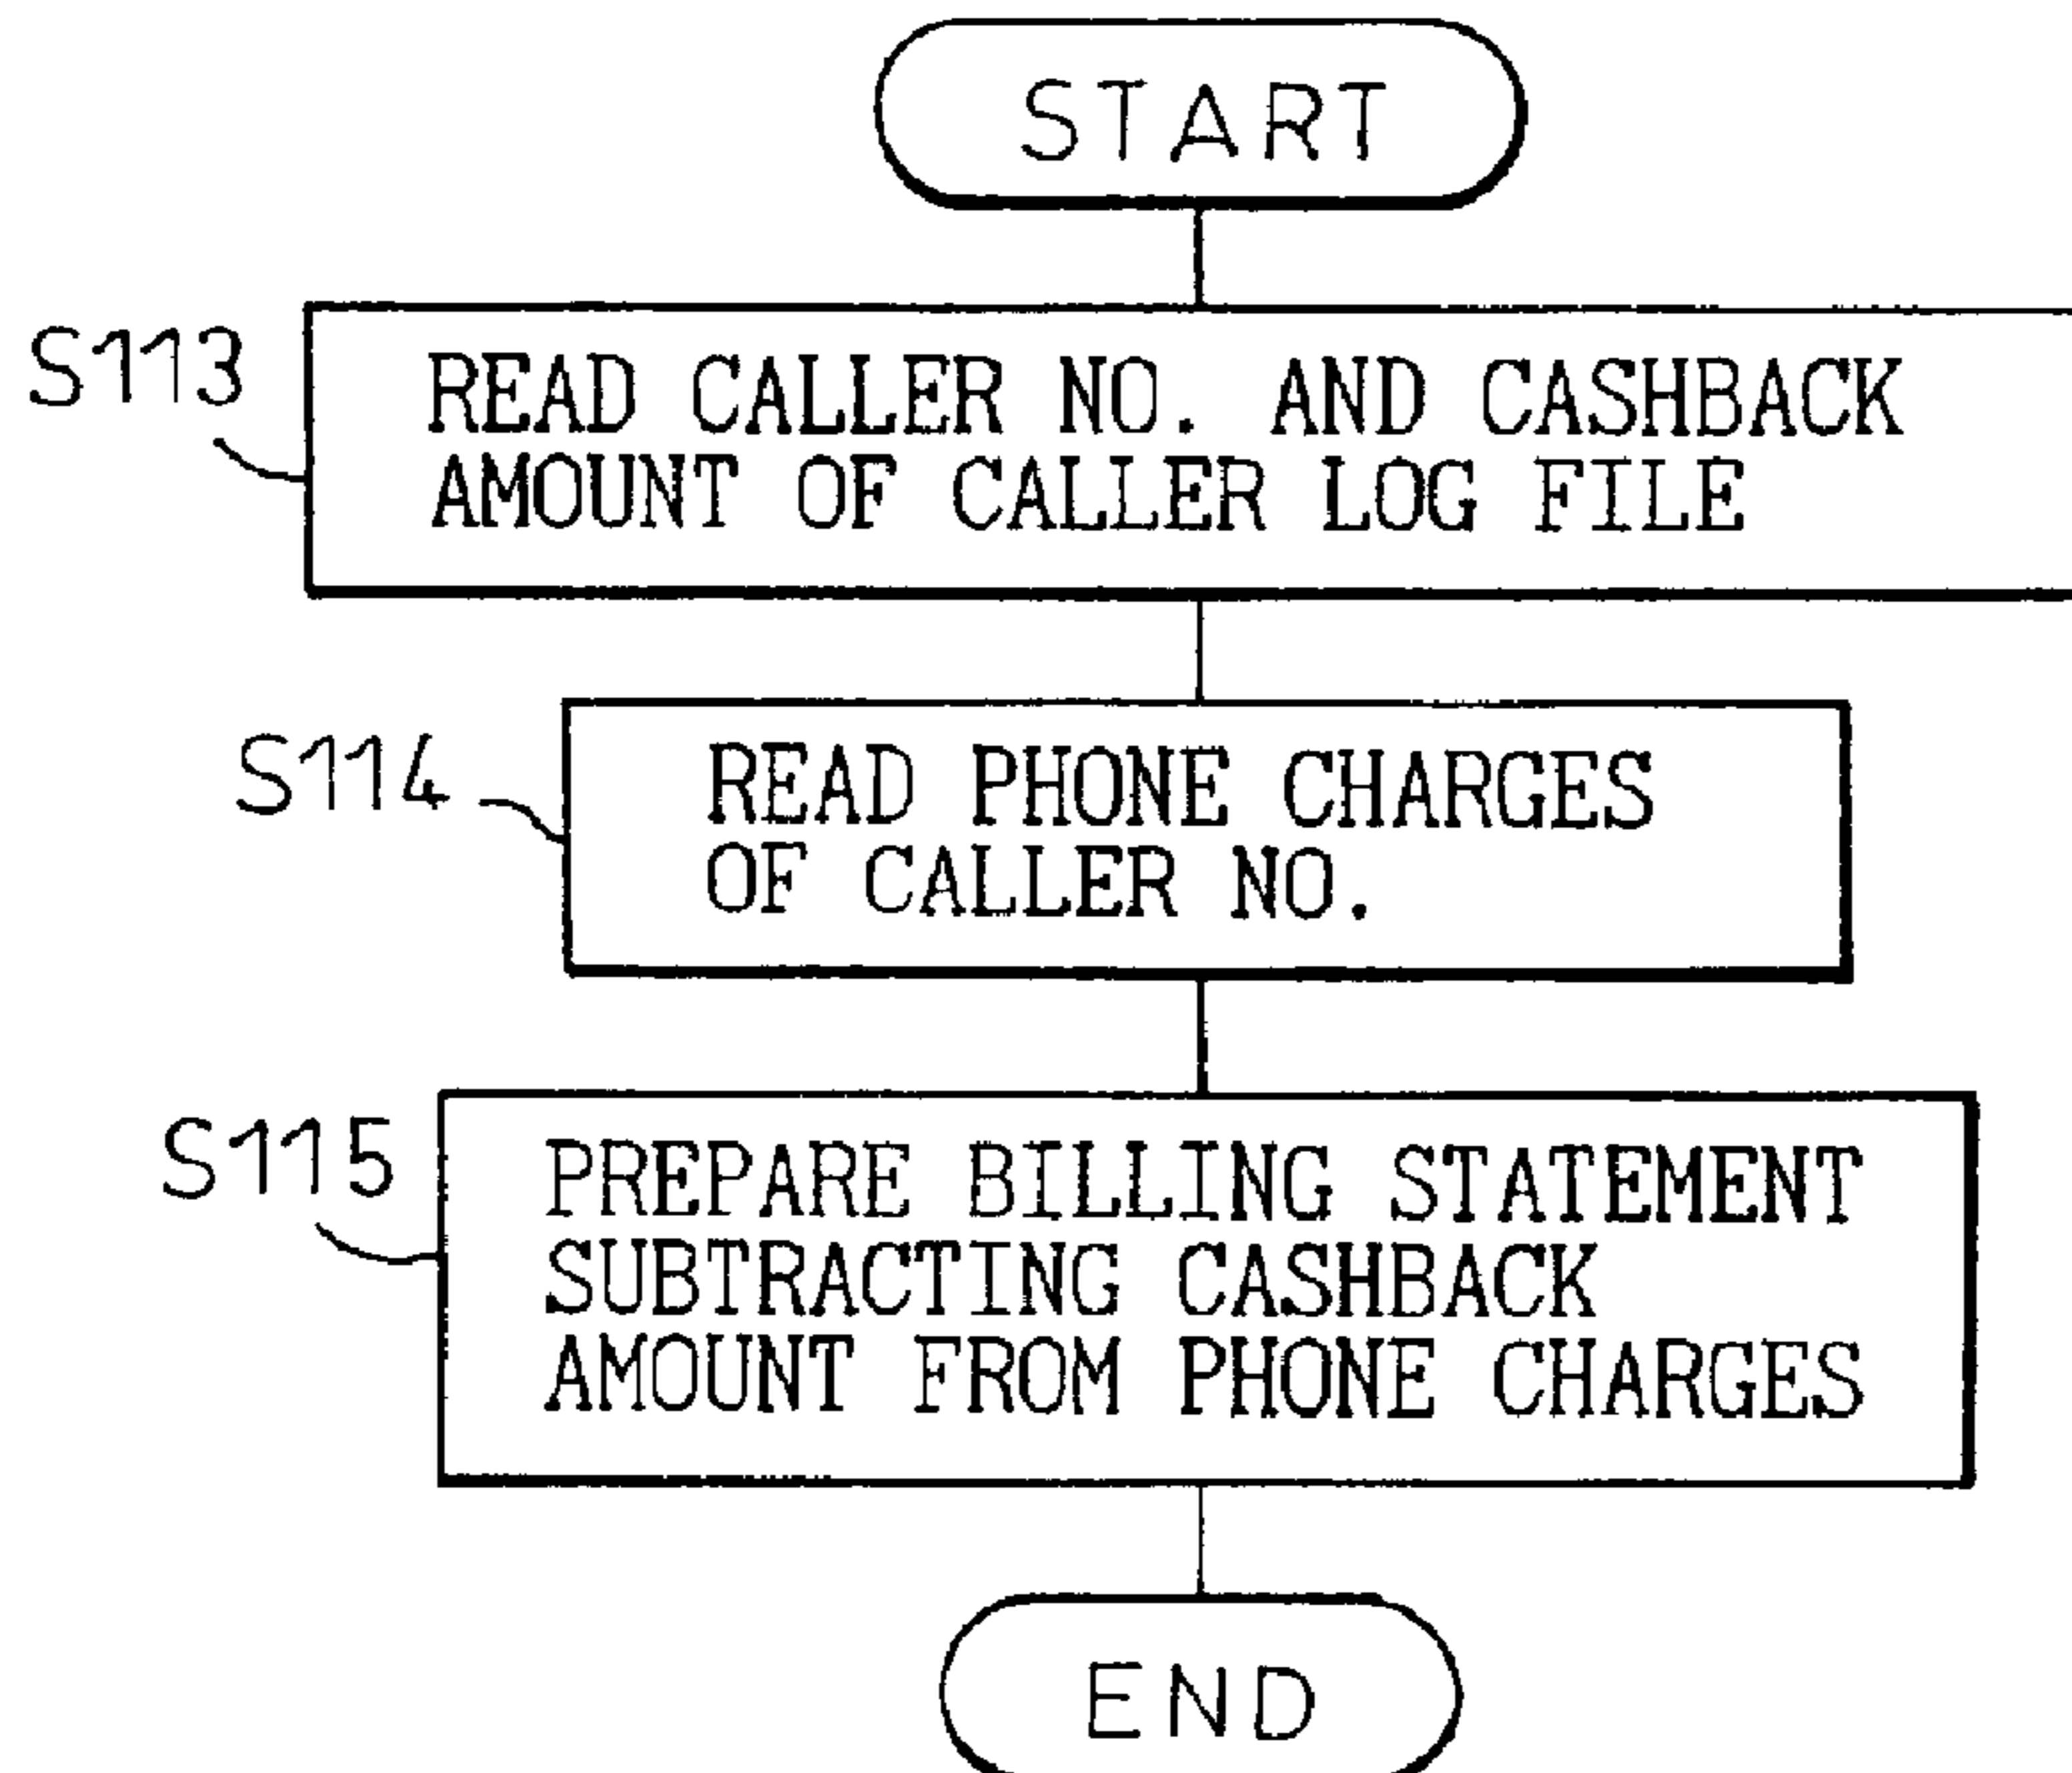 START
S113
READ CALLER NO. AND CASHBACK
AMOUNT OF CALLER LOG FILE
S114
READ PHONE CHARGES
OF CALLER NO.
S115
PREPARE BILLING STATEMENT
SUBTRACTING CASHBACK
AMOUNT FROM PHONE CHARGES
END